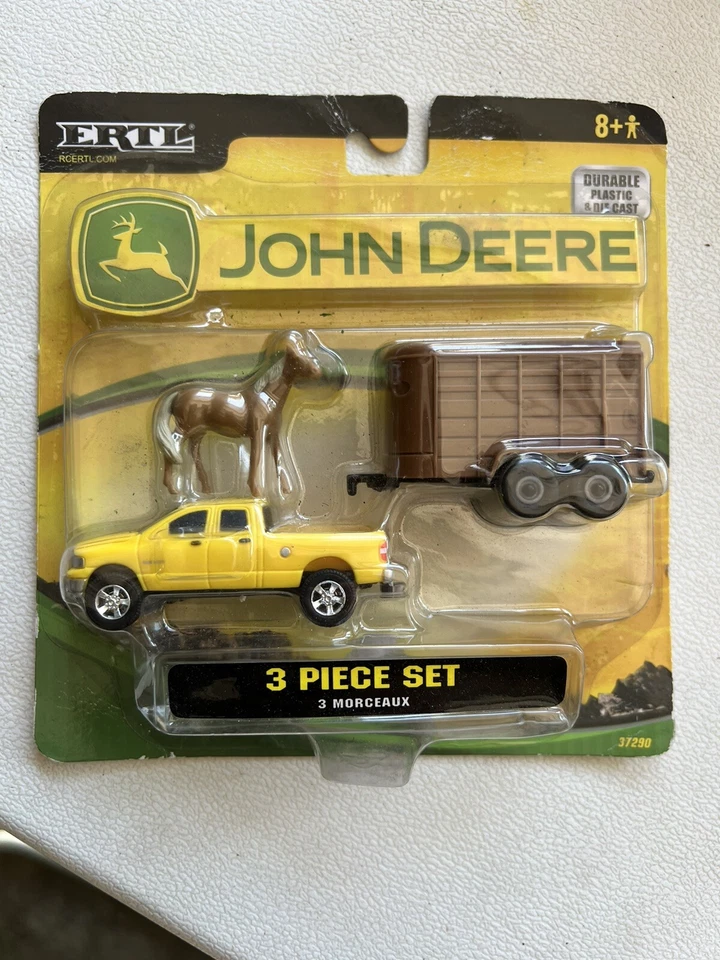 ERTL
RCERTL.COM
8+
DURABLE
PLASTIC
& DIE CAST
JOHN DEERE
3 PIECE SET
3 MORCEAUX
37290